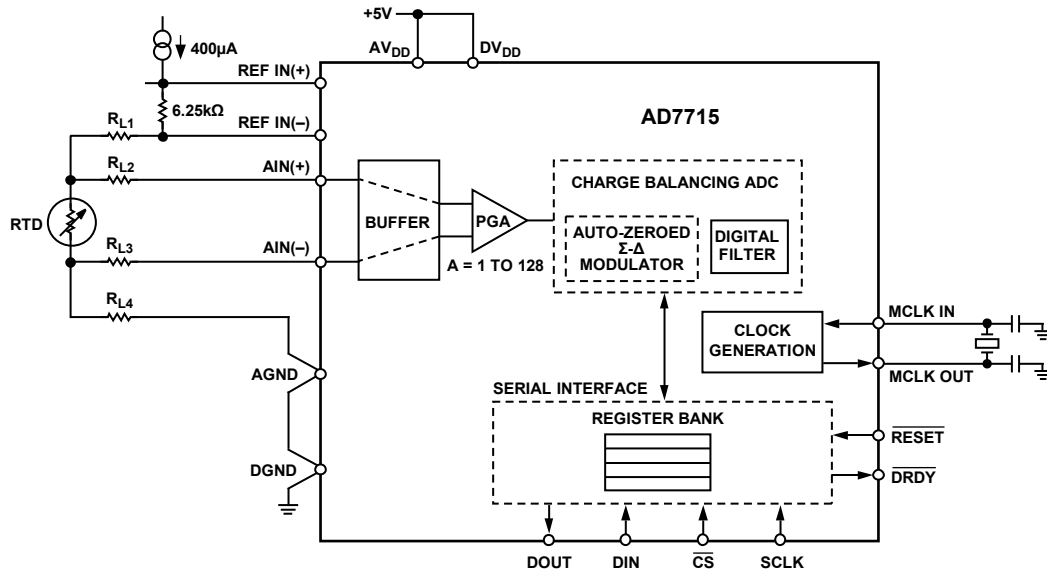 +5V
AVDD
DVDD
400µA
REF IN(+)
6.25kΩ
REF IN(–)
AD7715
RL1
RL2
AIN(+)
CHARGE BALANCING ADC
BUFFER
PGA
RTD
AUTO-ZEROED
Σ-Δ
MODULATOR
DIGITAL
FILTER
RL3
AIN(–)
A = 1 TO 128
RL4
MCLK IN
CLOCK
GENERATION
MCLK OUT
AGND
SERIAL INTERFACE
REGISTER BANK
RESET
DGND
DRDY
DOUT
DIN
CS
SCLK